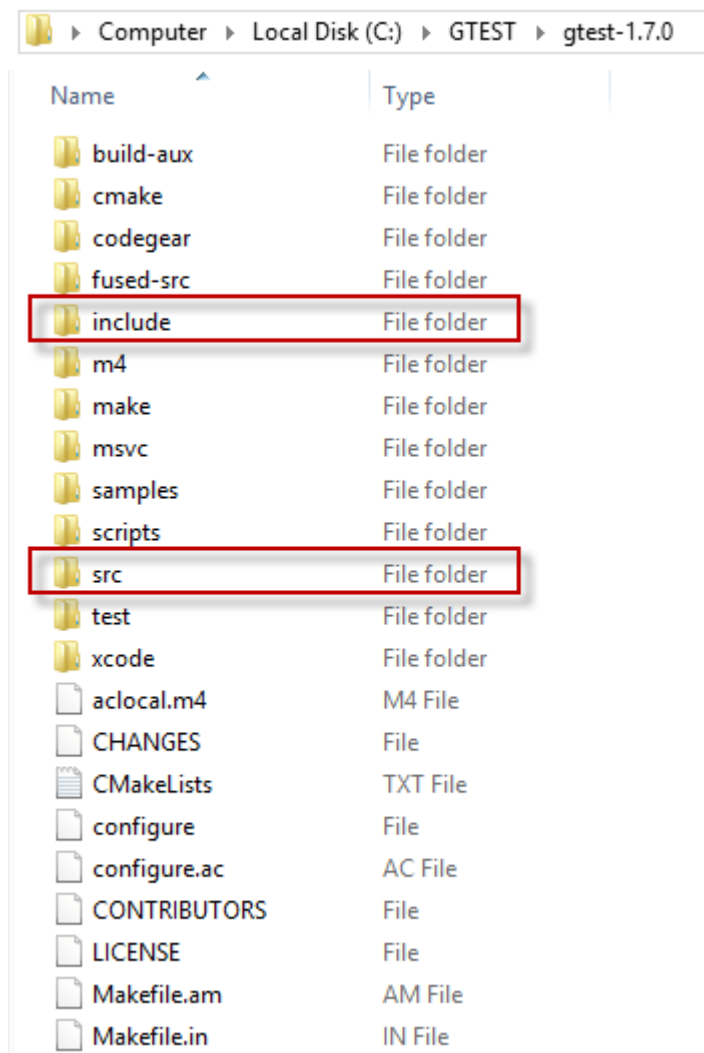 Computer Local Disk (C:) GTEST gtest-1.7.0
Name Type
build-aux File folder
cmake File folder
codegear File folder
fused-src File folder
include File folder
m4 File folder
make File folder
msvc File folder
samples File folder
scripts File folder
src File folder
test File folder
xcode File folder
aclocal.m4 M4 File
CHANGES File
CMakeLists TXT File
configure File
configure.ac AC File
CONTRIBUTORS File
LICENSE File
Makefile.am AM File
Makefile.in IN File